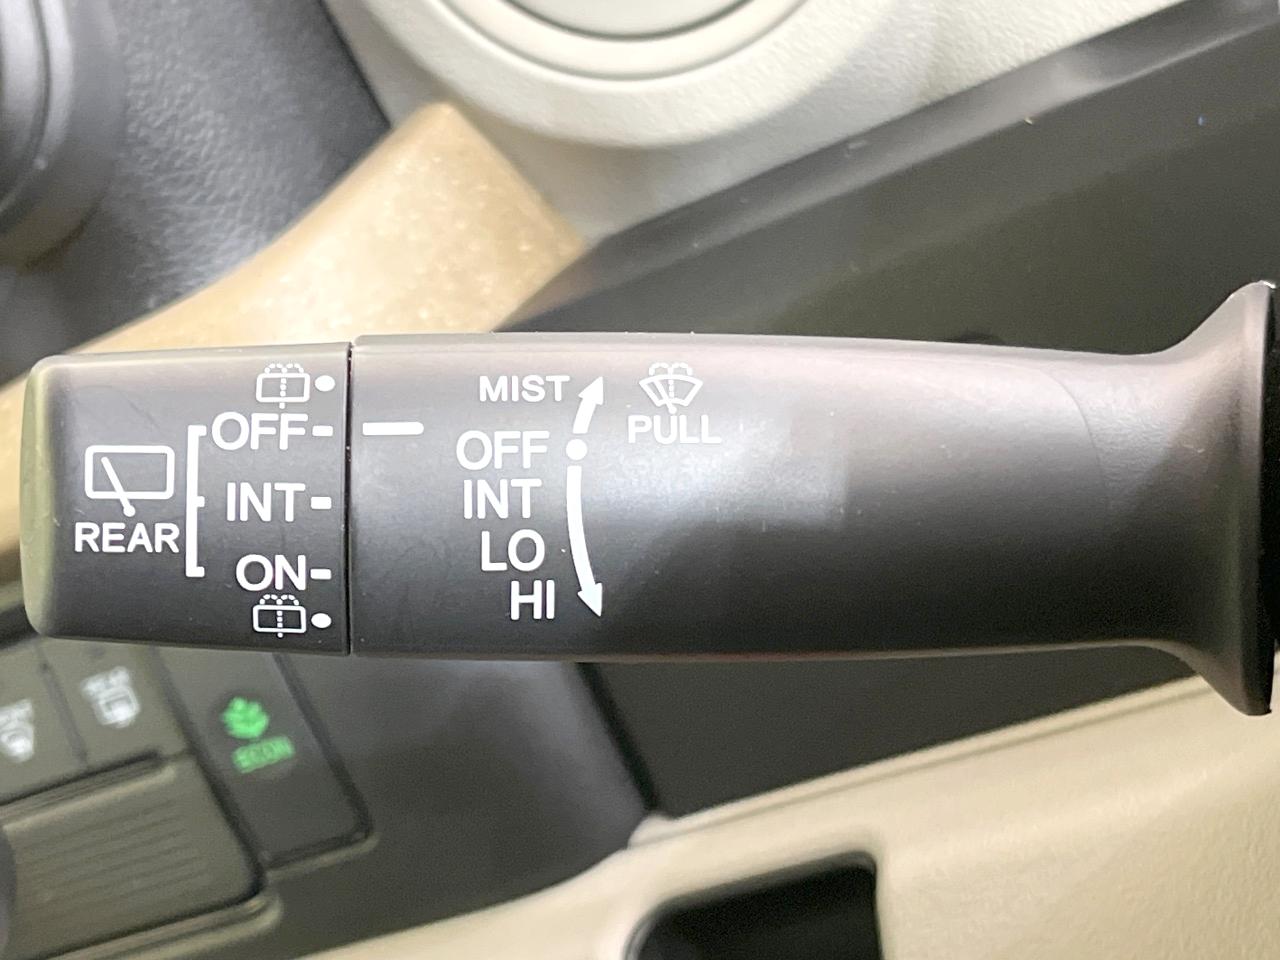 REAR
OFF
INT
ON
MIST
OFF
INT
LO
HI
PULL
ECON